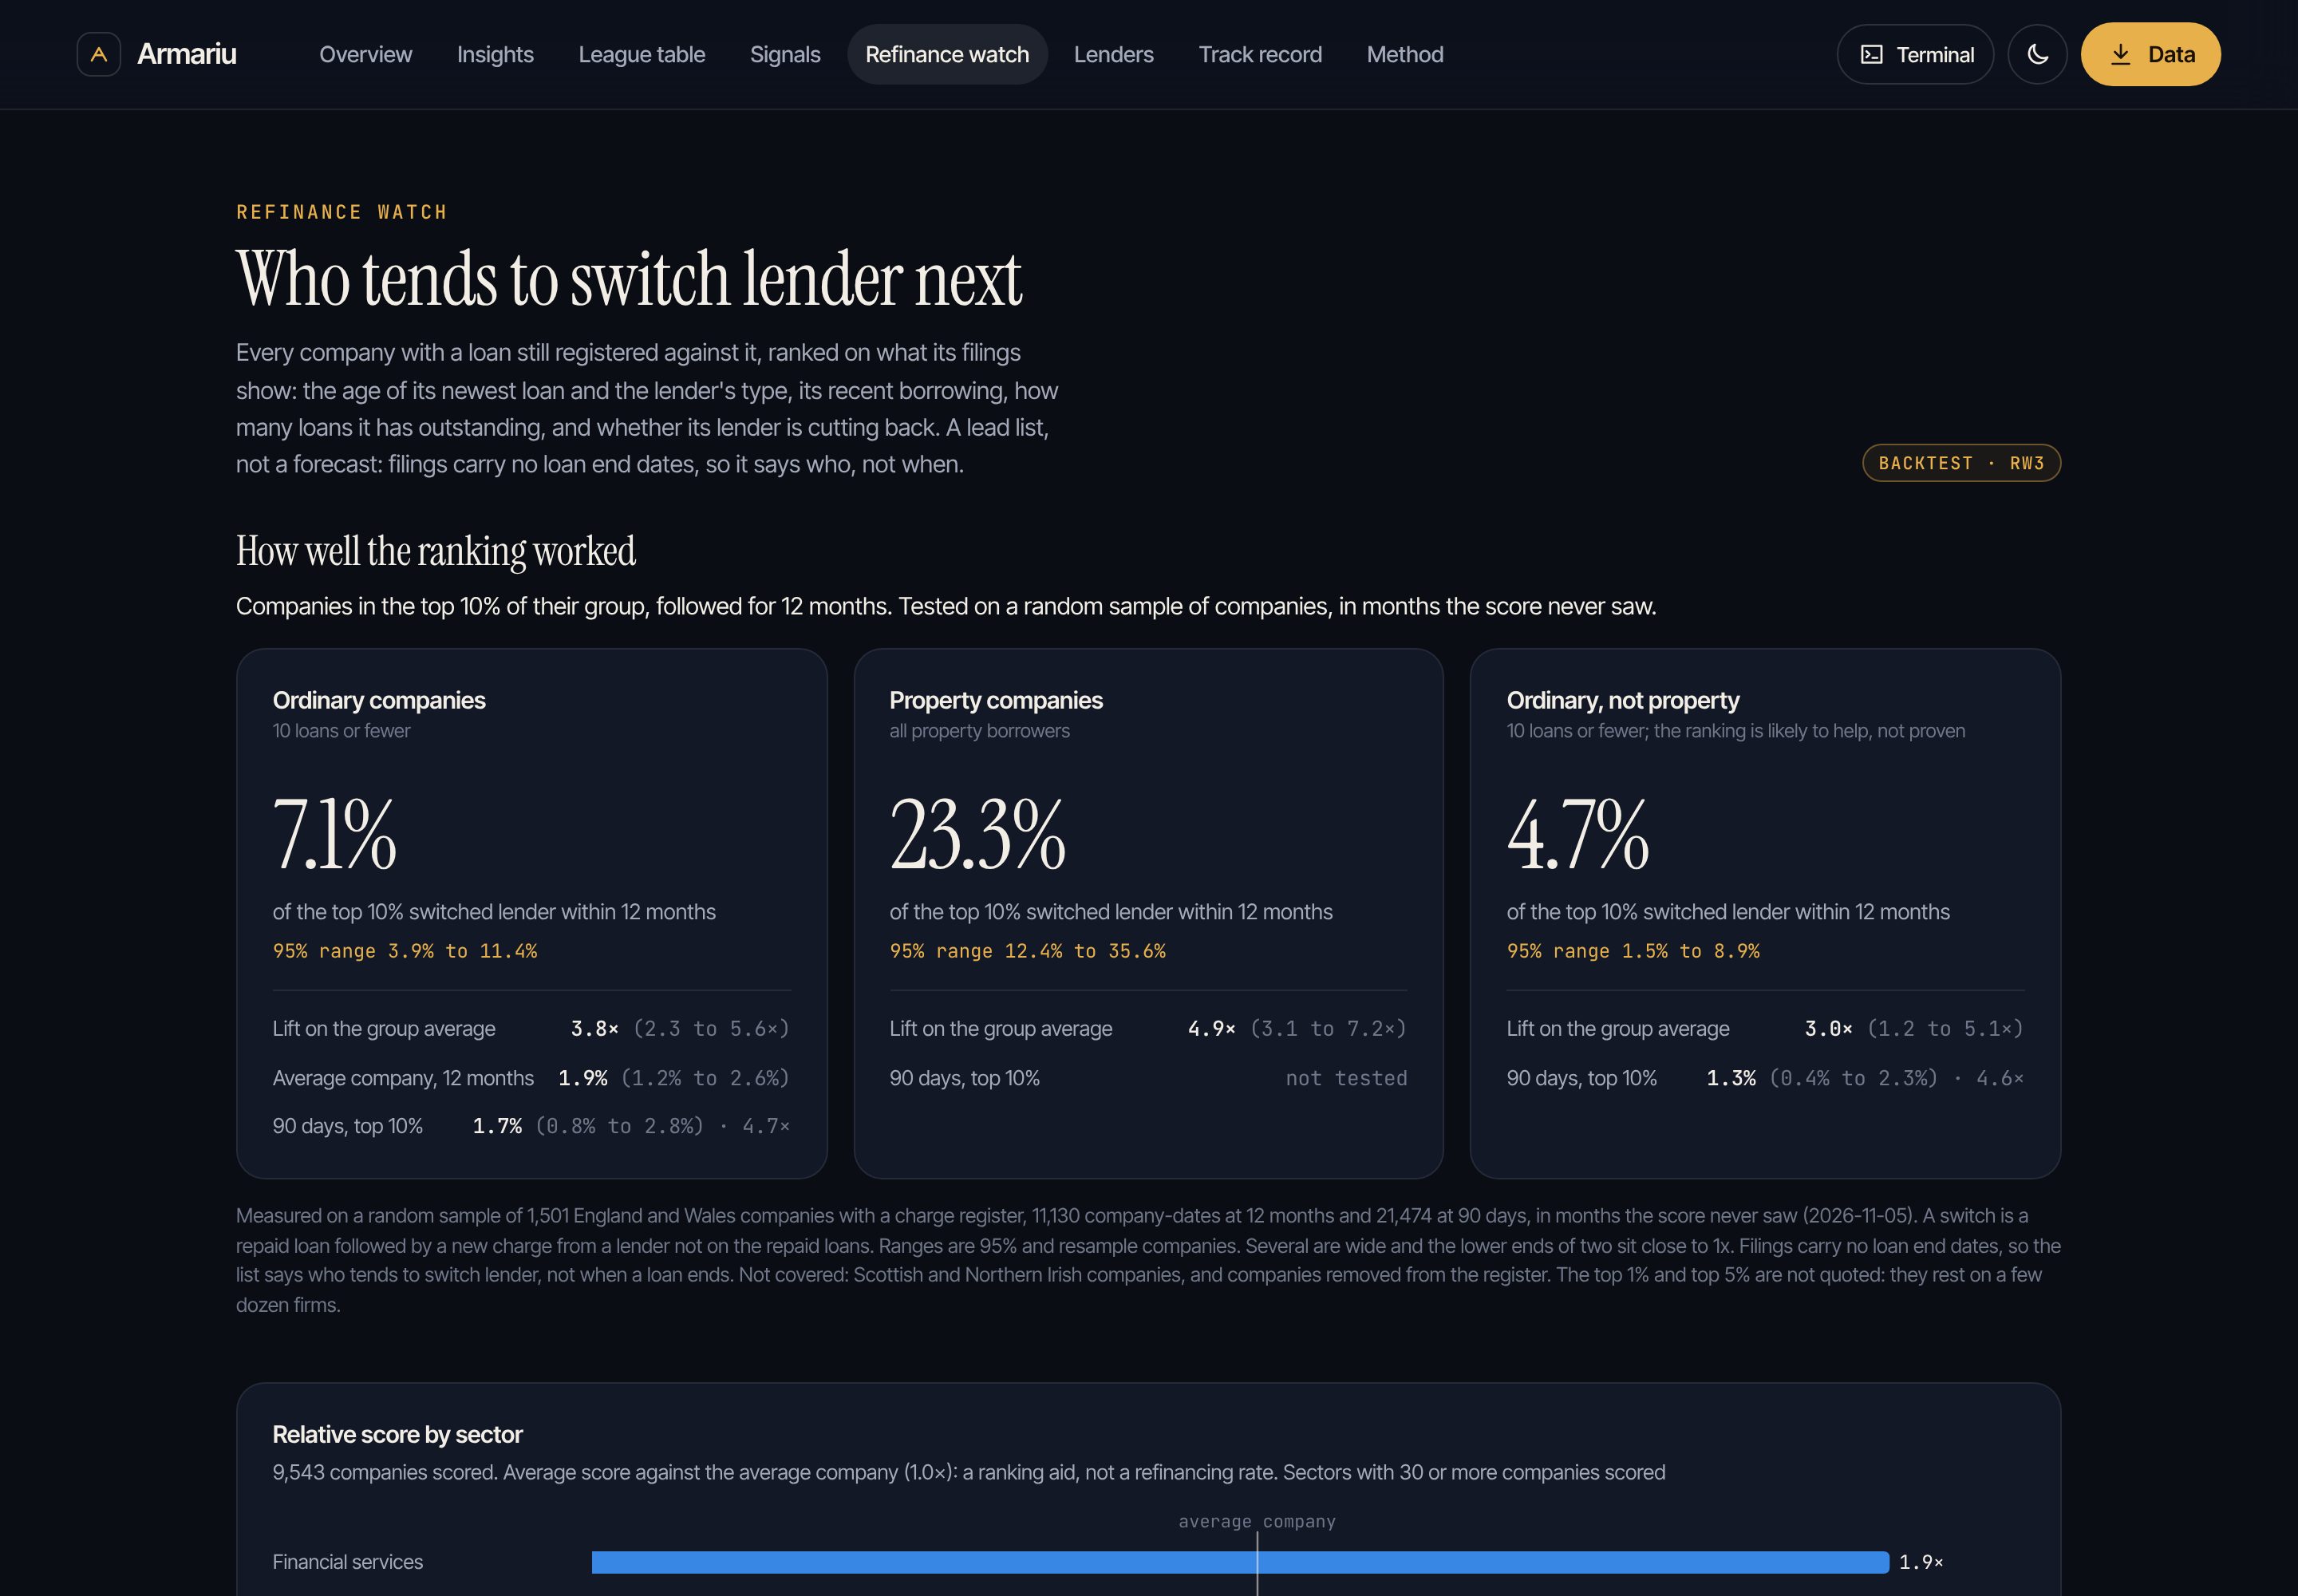 Armariu
Overview
Insights
League table
Signals
Refinance watch
Lenders
Track record
Method
Terminal
Data
REFINANCE WATCH
Who tends to switch lender next
Every company with a loan still registered against it, ranked on what its filings
show: the age of its newest loan and the lender's type, its recent borrowing, how
many loans it has outstanding, and whether its lender is cutting back. A lead list,
not a forecast: filings carry no loan end dates, so it says who, not when.
BACKTEST · RW3
How well the ranking worked
Companies in the top 10% of their group, followed for 12 months. Tested on a random sample of companies, in months the score never saw.
Ordinary companies
10 loans or fewer
7.1%
of the top 10% switched lender within 12 months
95% range 3.9% to 11.4%
Lift on the group average 3.8× (2.3 to 5.6×)
Average company, 12 months 1.9% (1.2% to 2.6%)
90 days, top 10% 1.7% (0.8% to 2.8%) · 4.7×
Property companies
all property borrowers
23.3%
of the top 10% switched lender within 12 months
95% range 12.4% to 35.6%
Lift on the group average 4.9× (3.1 to 7.2×)
90 days, top 10% not tested
Ordinary, not property
10 loans or fewer; the ranking is likely to help, not proven
4.7%
of the top 10% switched lender within 12 months
95% range 1.5% to 8.9%
Lift on the group average 3.0× (1.2 to 5.1×)
90 days, top 10% 1.3% (0.4% to 2.3%) · 4.6×
Measured on a random sample of 1,501 England and Wales companies with a charge register, 11,130 company-dates at 12 months and 21,474 at 90 days, in months the score never saw (2026-11-05). A switch is a
repaid loan followed by a new charge from a lender not on the repaid loans. Ranges are 95% and resample companies. Several are wide and the lower ends of two sit close to 1x. Filings carry no loan end dates, so the
list says who tends to switch lender, not when a loan ends. Not covered: Scottish and Northern Irish companies, and companies removed from the register. The top 1% and top 5% are not quoted: they rest on a few
dozen firms.
Relative score by sector
9,543 companies scored. Average score against the average company (1.0×): a ranking aid, not a refinancing rate. Sectors with 30 or more companies scored
average company
Financial services 1.9×